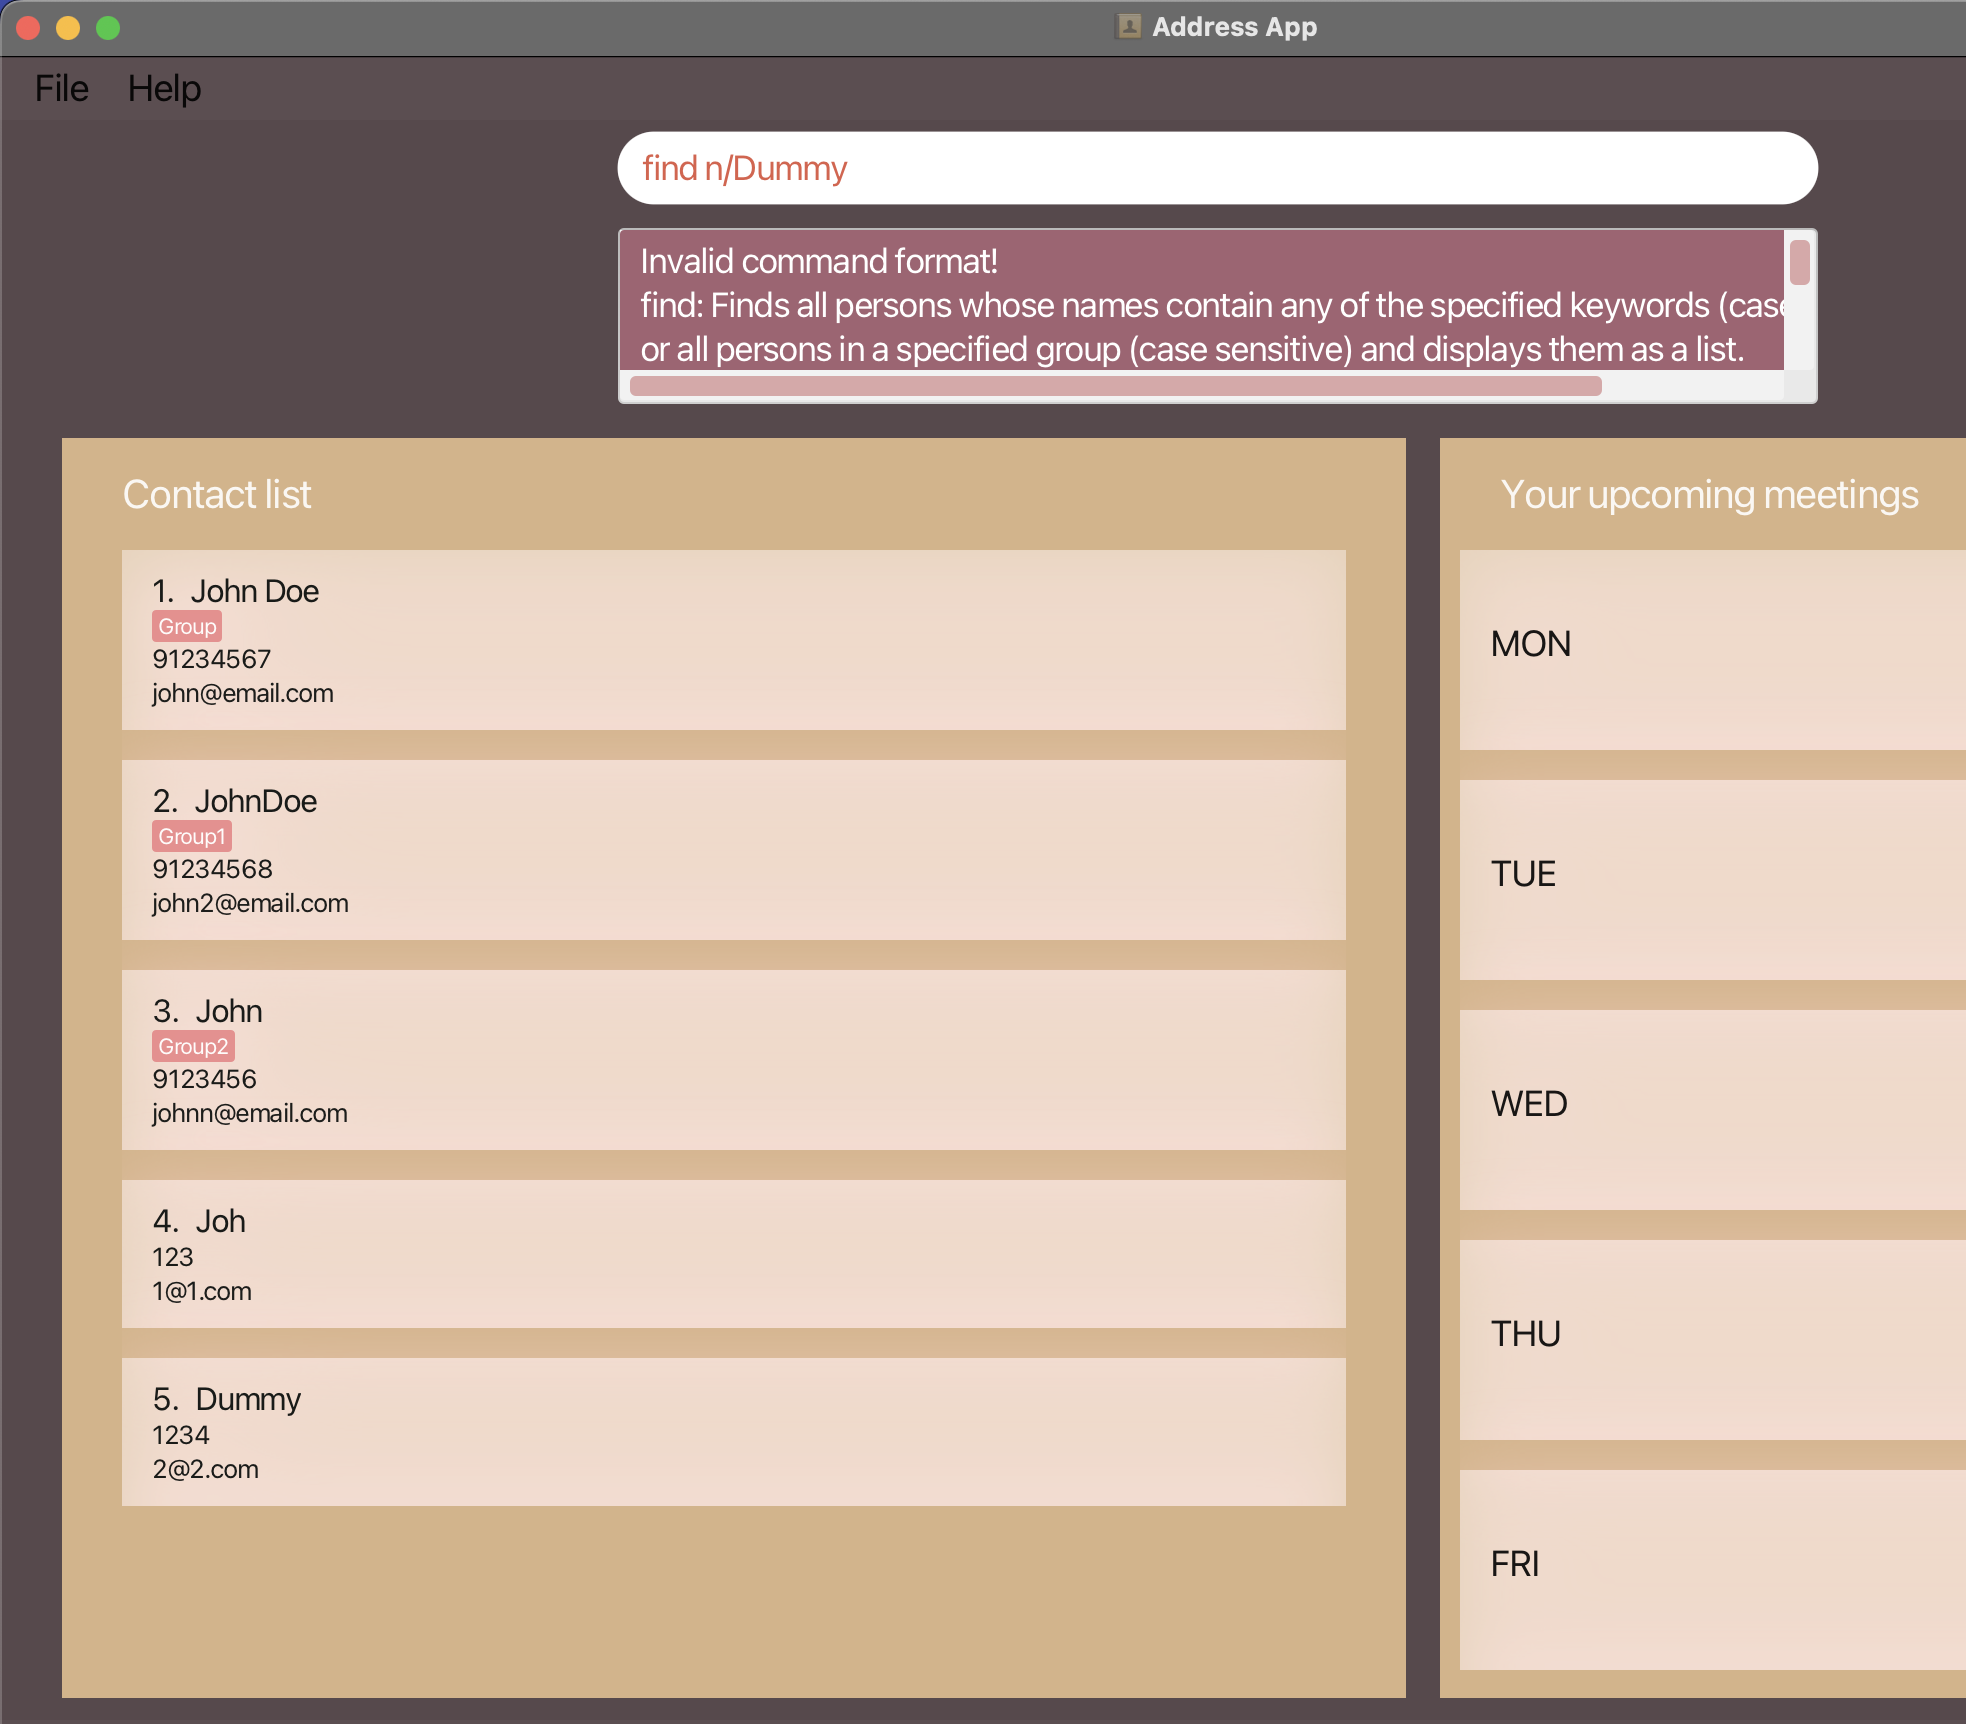 Address App
File Help
find n/Dummy
Invalid command format!
find: Finds all persons whose names contain any of the specified keywords (case
or all persons in a specified group (case sensitive) and displays them as a list.
Contact list
1. John Doe
Group
91234567
john@email.com
2. JohnDoe
Group1
91234568
john2@email.com
3. John
Group2
9123456
johnn@email.com
4. Joh
123
1@1.com
5. Dummy
1234
2@2.com
Your upcoming meetings
MON
TUE
WED
THU
FRI